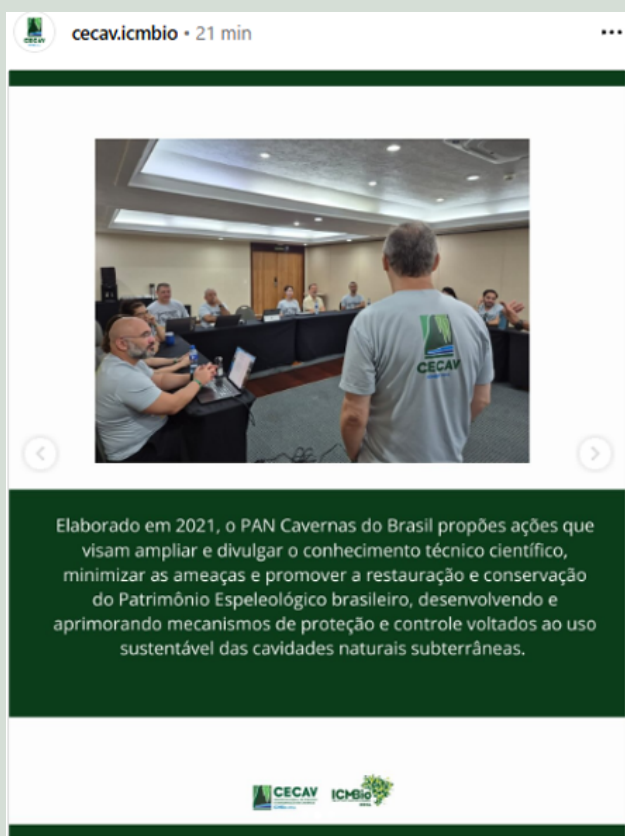 cecav.icmbio • 21 min
CECAV
Elaborado em 2021, o PAN Cavernas do Brasil propões ações que
visam ampliar e divulgar o conhecimento técnico científico,
minimizar as ameaças e promover a restauração e conservação
do Patrimônio Espeleológico brasileiro, desenvolvendo e
aprimorando mecanismos de proteção e controle voltados ao uso
sustentável das cavidades naturais subterrâneas.
CECAV
ICMBio